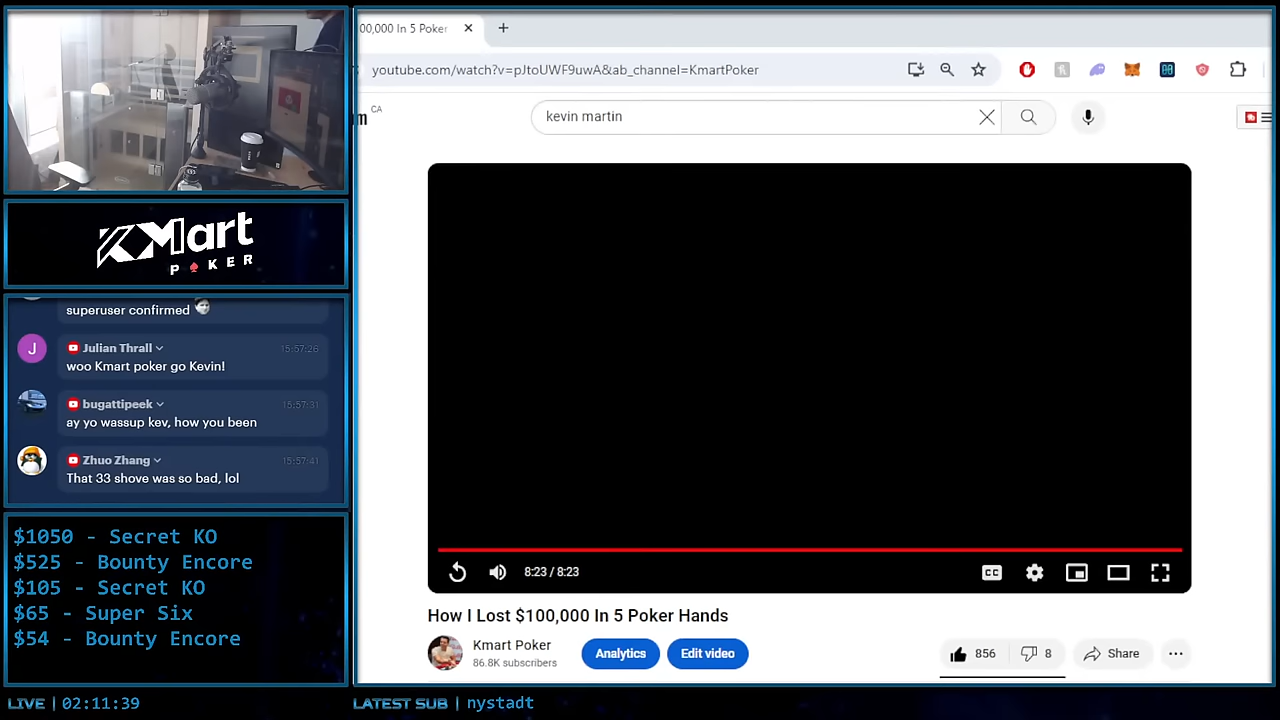 00,000 In 5 Poker
youtube.com/watch?v=pJtoUWF9uwA&ab_channel=KmartPoker
CA
kevin martin
KMart
POKER
superuser confirmed
Julian Thrall 15:57:26
woo Kmart poker go Kevin!
bugattipeek 15:57:31
ay yo wassup kev, how you been
Zhuo Zhang 15:57:41
That 33 shove was so bad, lol
$1050 - Secret KO
$525 - Bounty Encore
$105 - Secret KO
$65 - Super Six
$54 - Bounty Encore
8:23 / 8:23
CC
How I Lost $100,000 In 5 Poker Hands
Kmart Poker
86.8K subscribers
Analytics
Edit video
856
8
Share
LIVE | 02:11:39
LATEST SUB | nystadt